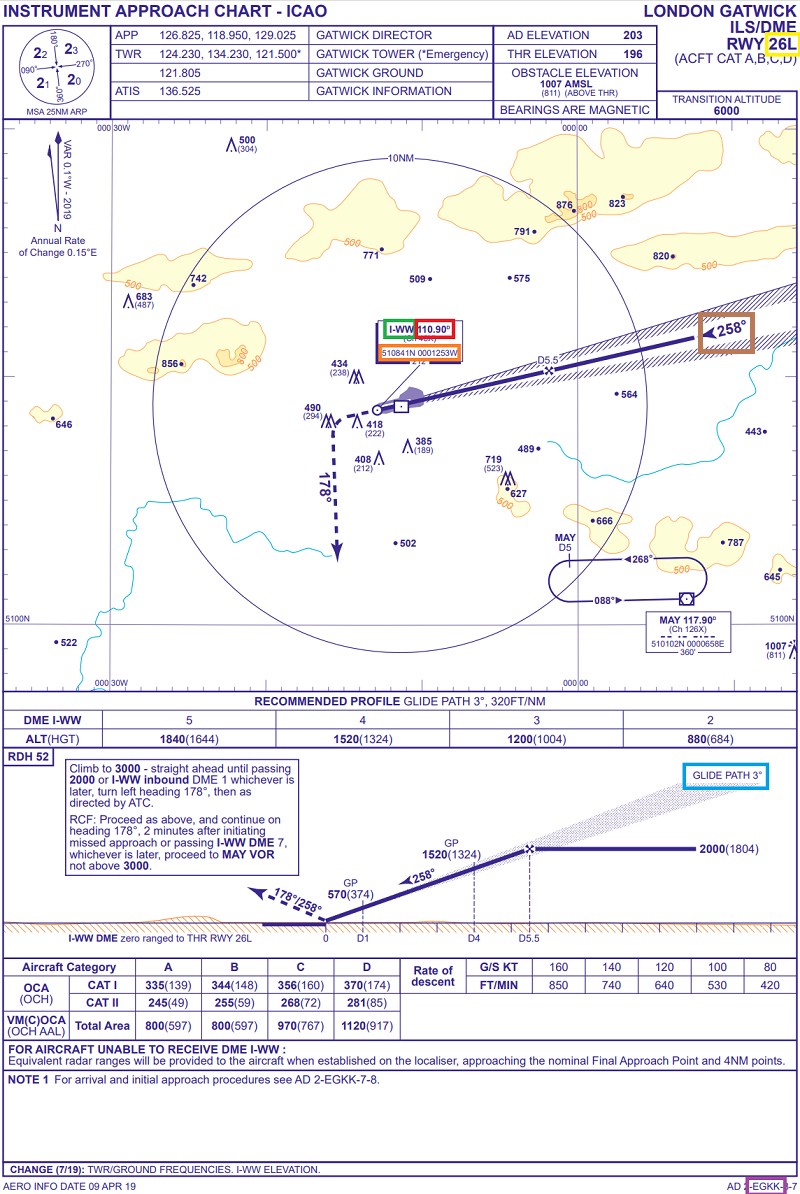 INSTRUMENT APPROACH CHART - ICAO
LONDON GATWICK
ILS/DME
RWY 26L
(ACFT CAT A,B,C,D)
180°
2₂ 2₃
090° 270°
2₁ 2₀
360°
MSA 25NM ARP
APP 126.825, 118.950, 129.025 GATWICK DIRECTOR
TWR 124.230, 134.230, 121.500* GATWICK TOWER (*Emergency)
121.805 GATWICK GROUND
ATIS 136.525 GATWICK INFORMATION
AD ELEVATION 203
THR ELEVATION 196
OBSTACLE ELEVATION
1007 AMSL
(811) (ABOVE THR)
BEARINGS ARE MAGNETIC
TRANSITION ALTITUDE
6000
000 30W
000 00
VAR 0.1°W - 2019
N
Annual Rate
of Change 0.15°E
500
(304)
10NM
876
500
823
791
500
771
820
500
500
742
509
575
683
(487)
500
856
I-WW 110.90°
510841N 0001253W
258°
D5.5
434
(238)
564
490
(294)
418
(222)
646
385
(189)
443
408
(212)
489
719
(523)
627
500
178°
666
502
787
500
MAY
D5
268°
645
088°
5100N
5100N
MAY 117.90°
(Ch 126X)
510102N 0000658E
360'
522
1007
(811)
000 30W
000 00
RECOMMENDED PROFILE GLIDE PATH 3°, 320FT/NM
DME I-WW 5 4 3 2
ALT(HGT) 1840(1644) 1520(1324) 1200(1004) 880(684)
RDH 52
Climb to 3000 - straight ahead until passing
2000 or I-WW inbound DME 1 whichever is
later, turn left heading 178°, then as
directed by ATC.
RCF: Proceed as above, and continue on
heading 178°, 2 minutes after initiating
missed approach or passing I-WW DME 7,
whichever is later, proceed to MAY VOR
not above 3000.
GLIDE PATH 3°
GP
1520(1324)
2000(1804)
258°
GP
570(374)
178°/258°
I-WW DME zero ranged to THR RWY 26L
0 D1 D4 D5.5
Aircraft Category A B C D
OCA
(OCH)
CAT I 335(139) 344(148) 356(160) 370(174)
CAT II 245(49) 255(59) 268(72) 281(85)
VM(C)OCA
(OCH AAL)
Total Area 800(597) 800(597) 970(767) 1120(917)
Rate of
descent
G/S KT 160 140 120 100 80
FT/MIN 850 740 640 530 420
FOR AIRCRAFT UNABLE TO RECEIVE DME I-WW :
Equivalent radar ranges will be provided to the aircraft when established on the localiser, approaching the nominal Final Approach Point and 4NM points.
NOTE 1 For arrival and initial approach procedures see AD 2-EGKK-7-8.
CHANGE (7/19): TWR/GROUND FREQUENCIES. I-WW ELEVATION.
AERO INFO DATE 09 APR 19
AD 2-EGKK-8-7